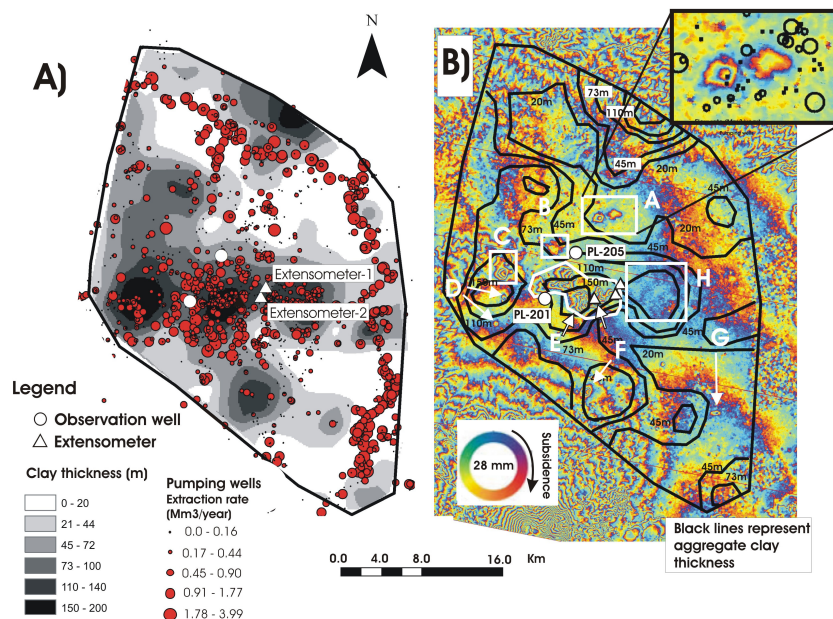 A)
N
Extensometer-1
Extensometer-2
Legend
Observation well
Extensometer
Clay thickness (m)
0 - 20
21 - 44
45 - 72
73 - 100
110 - 140
150 - 200
Pumping wells
Extraction rate
(Mm3/year)
0.0 - 0.16
0.17 - 0.44
0.45 - 0.90
0.91 - 1.77
1.78 - 3.99
0.0 4.0 8.0 16.0 Km
B)
73m
20m
110m
45m
20m
45m
A
B
73m
45m
20m
C
PL-205
45m
110m
H
150m
50m
D
PL-201
110m
E
45m
G
73m
F
20m
45m
45m
73m
28 mm
Subsidence
Black lines represent
aggregate clay
thickness